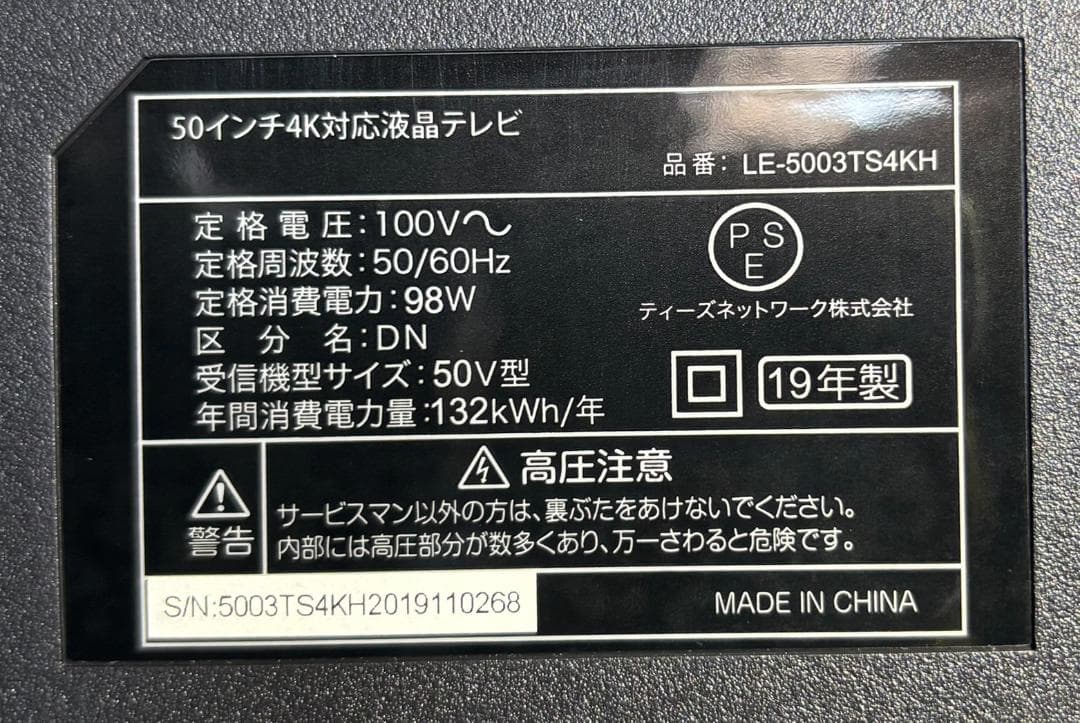 50インチ4K対応液晶テレビ
品番: LE-5003TS4KH
定格電圧:100V〜
定格周波数:50/60Hz
定格消費電力:98W
区分名:DN
受信機型サイズ:50V型
年間消費電力量:132kWh/年
PSE
ティーズネットワーク株式会社
19年製
高圧注意
警告
サービスマン以外の方は、裏ぶたをあけないでください。
内部には高圧部分が数多くあり、万一さわると危険です。
S/N:5003TS4KH2019110268
MADE IN CHINA